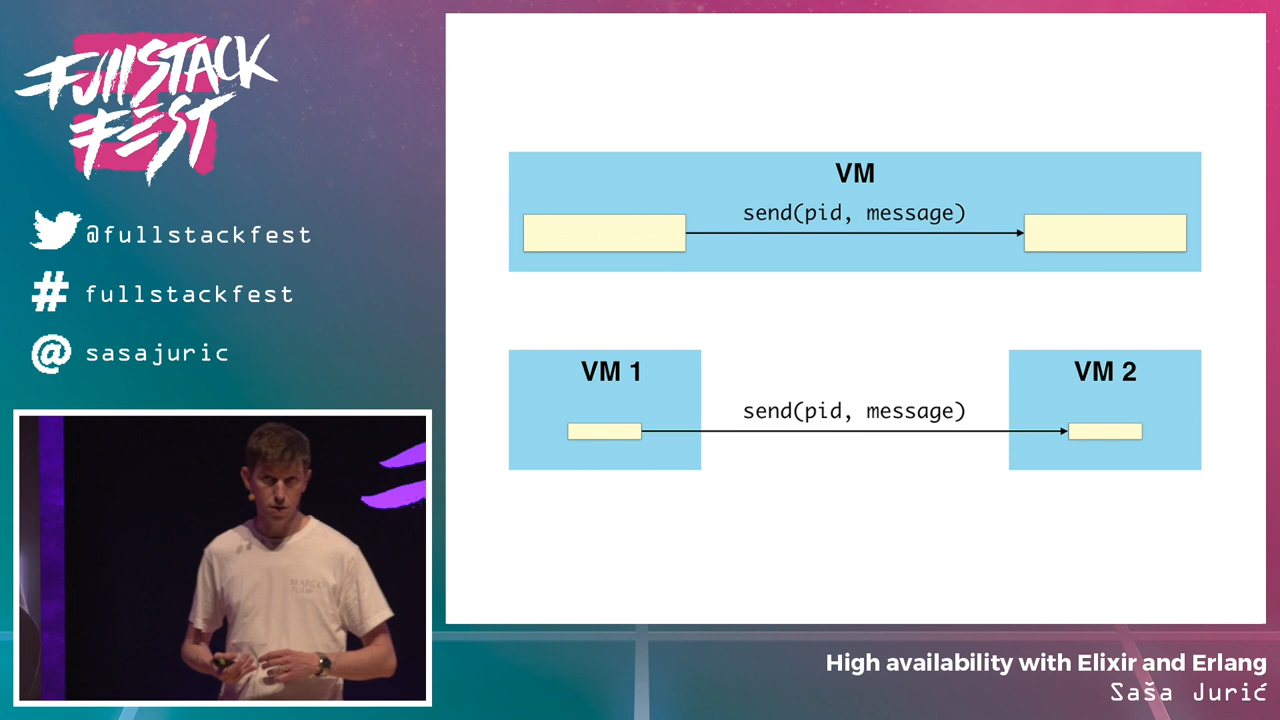 FullSTACK
FEST
@fullstackfest
# fullstackfest
@ sasajuric
VM
send(pid, message)
VM 1
VM 2
send(pid, message)
High availability with Elixir and Erlang
Saša Jurić